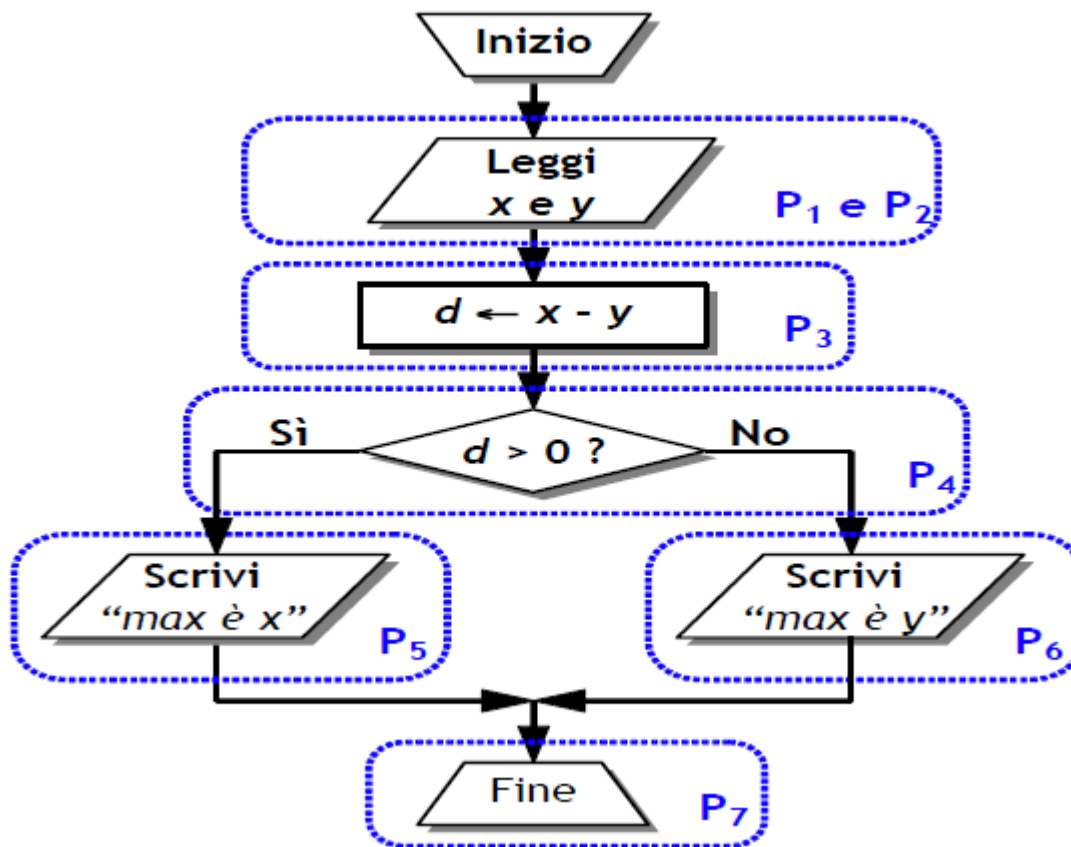 Inizio
Leggi
x e y
P₁ e P₂
d ← x - y
P₃
Sì
d > 0 ?
No
P₄
Scrivi
“max è x”
P₅
Scrivi
“max è y”
P₆
Fine
P₇